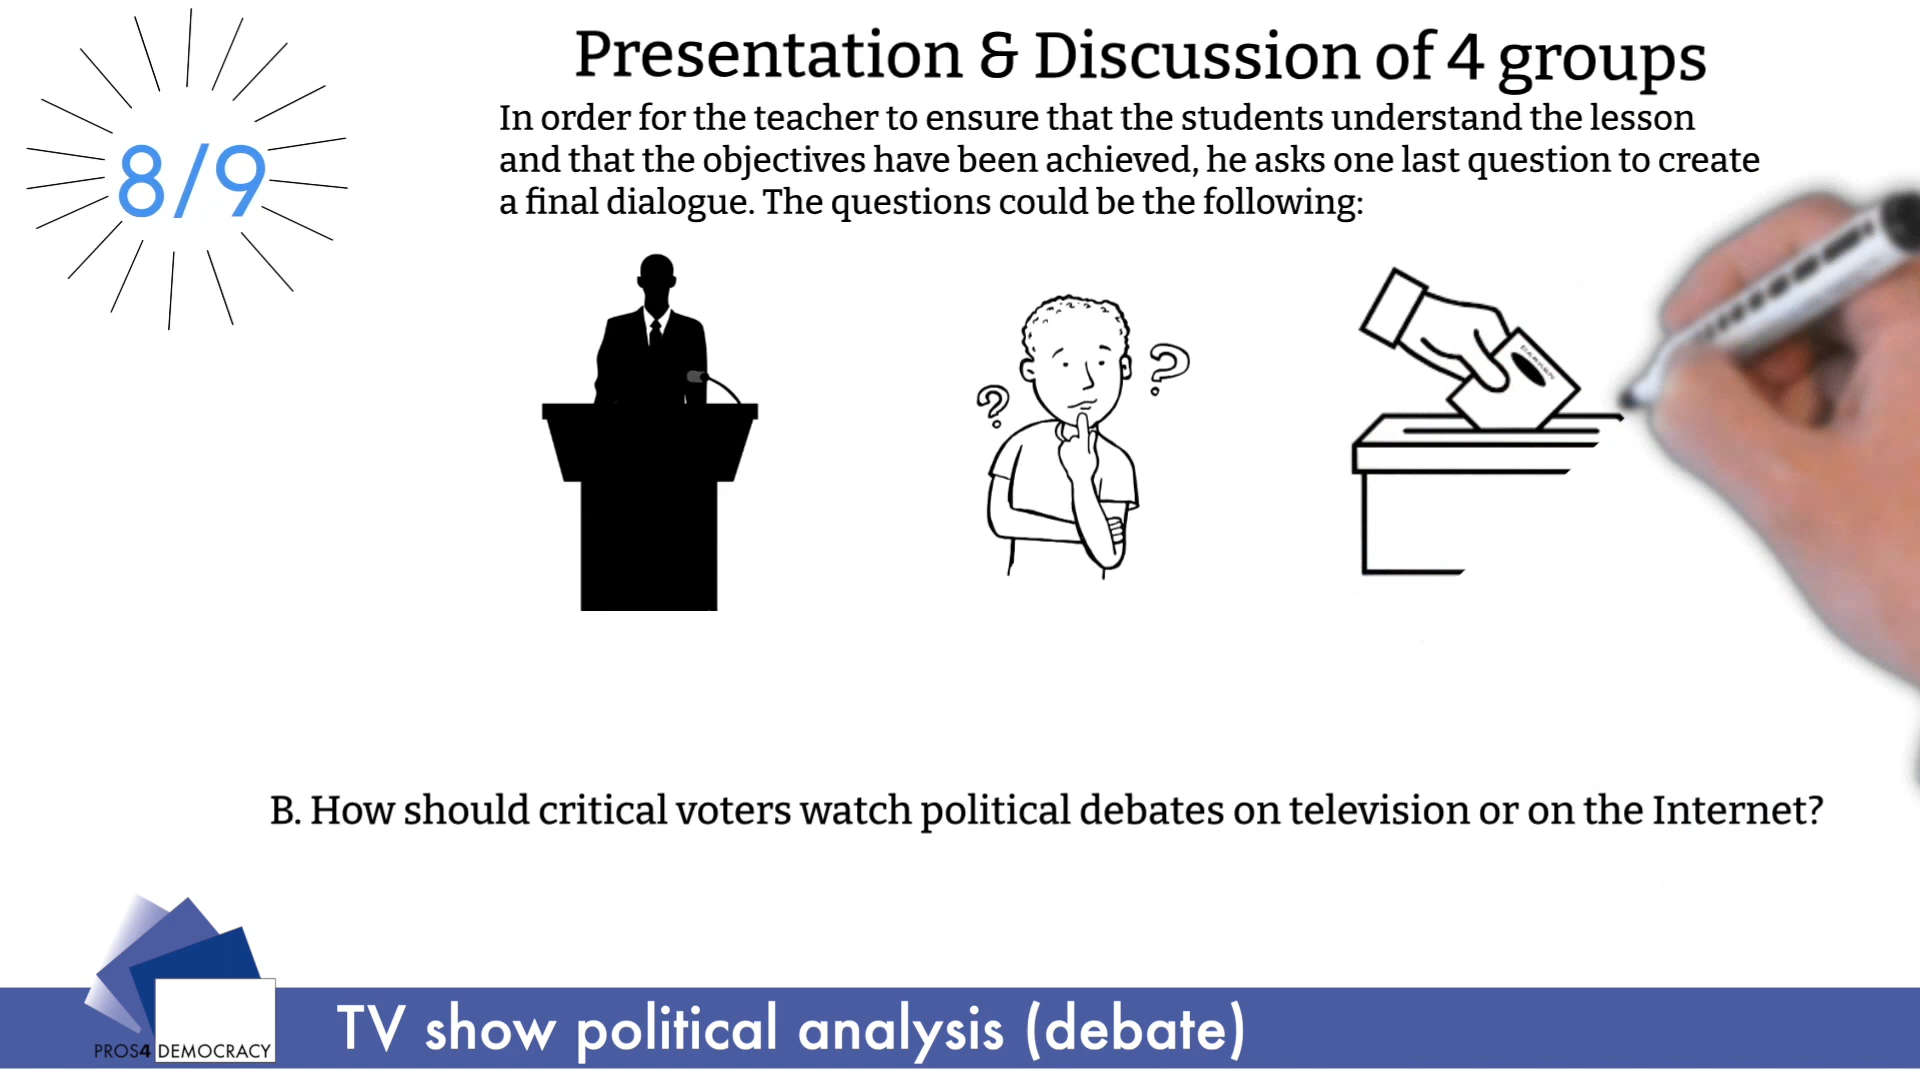 8/9
Presentation & Discussion of 4 groups
In order for the teacher to ensure that the students understand the lesson
and that the objectives have been achieved, he asks one last question to create
a final dialogue. The questions could be the following:
?
?
B. How should critical voters watch political debates on television or on the Internet?
PROS4 DEMOCRACY
TV show political analysis (debate)